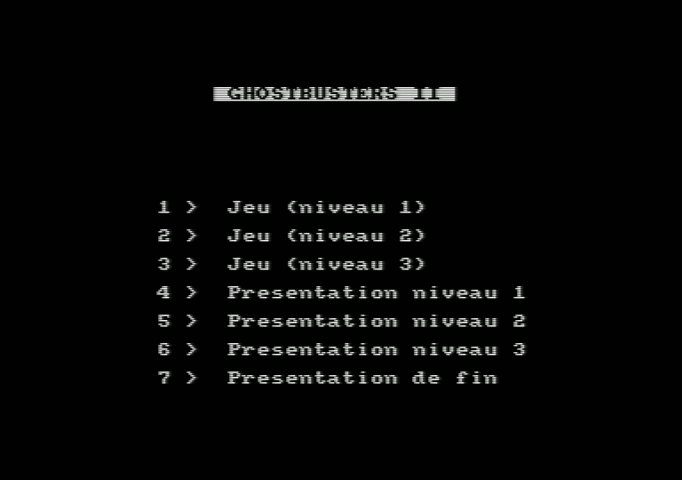 GHOSTBUSTERS II
1 > Jeu (niveau 1)
2 > Jeu (niveau 2)
3 > Jeu (niveau 3)
4 > Presentation niveau 1
5 > Presentation niveau 2
6 > Presentation niveau 3
7 > Presentation de fin